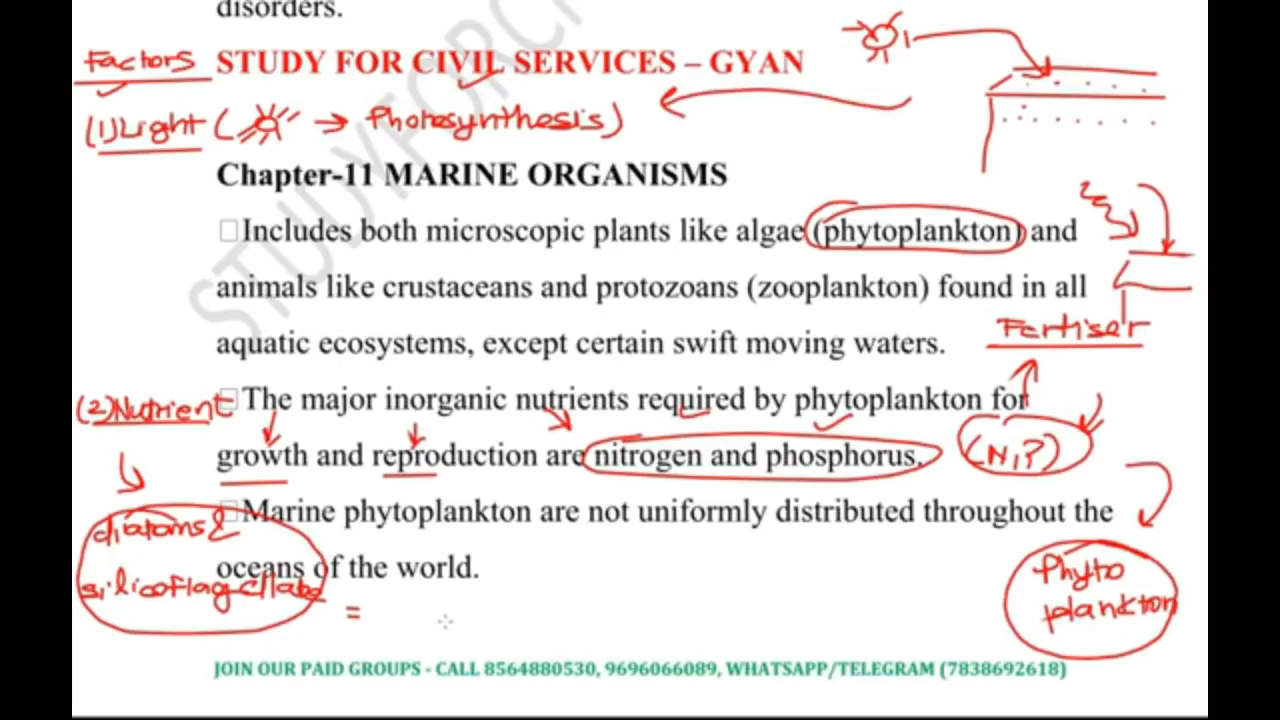 disorders.
Factors STUDY FOR CIVIL SERVICES – GYAN
(1)Light ( → Photosynthesis)
Chapter-11 MARINE ORGANISMS
Includes both microscopic plants like algae (phytoplankton) and
animals like crustaceans and protozoans (zooplankton) found in all
Fertiser
aquatic ecosystems, except certain swift moving waters.
(2)Nutrient The major inorganic nutrients required by phytoplankton for
growth and reproduction are nitrogen and phosphorus. (N,?)
diatoms &
Marine phytoplankton are not uniformly distributed throughout the
oceans of the world.
Phyto
plankton
=
JOIN OUR PAID GROUPS - CALL 8564880530, 9696066089, WHATSAPP/TELEGRAM (7838692618)